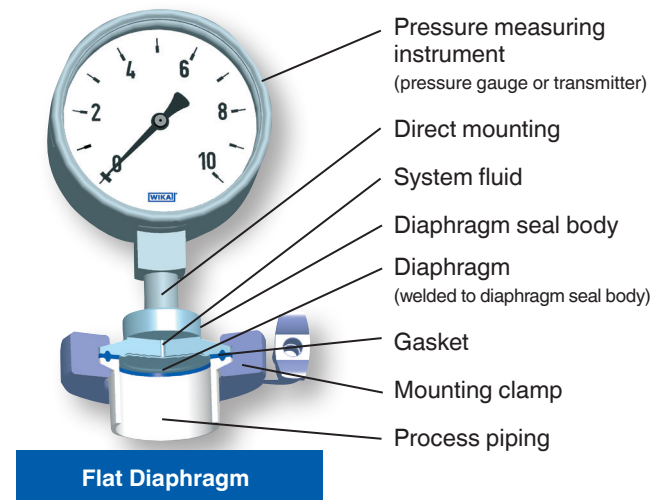 Pressure measuring
instrument
(pressure gauge or transmitter)
4
6
2
8
0
10
WIKAI
Direct mounting
System fluid
Diaphragm seal body
Diaphragm
(welded to diaphragm seal body)
Gasket
Mounting clamp
Process piping
Flat Diaphragm